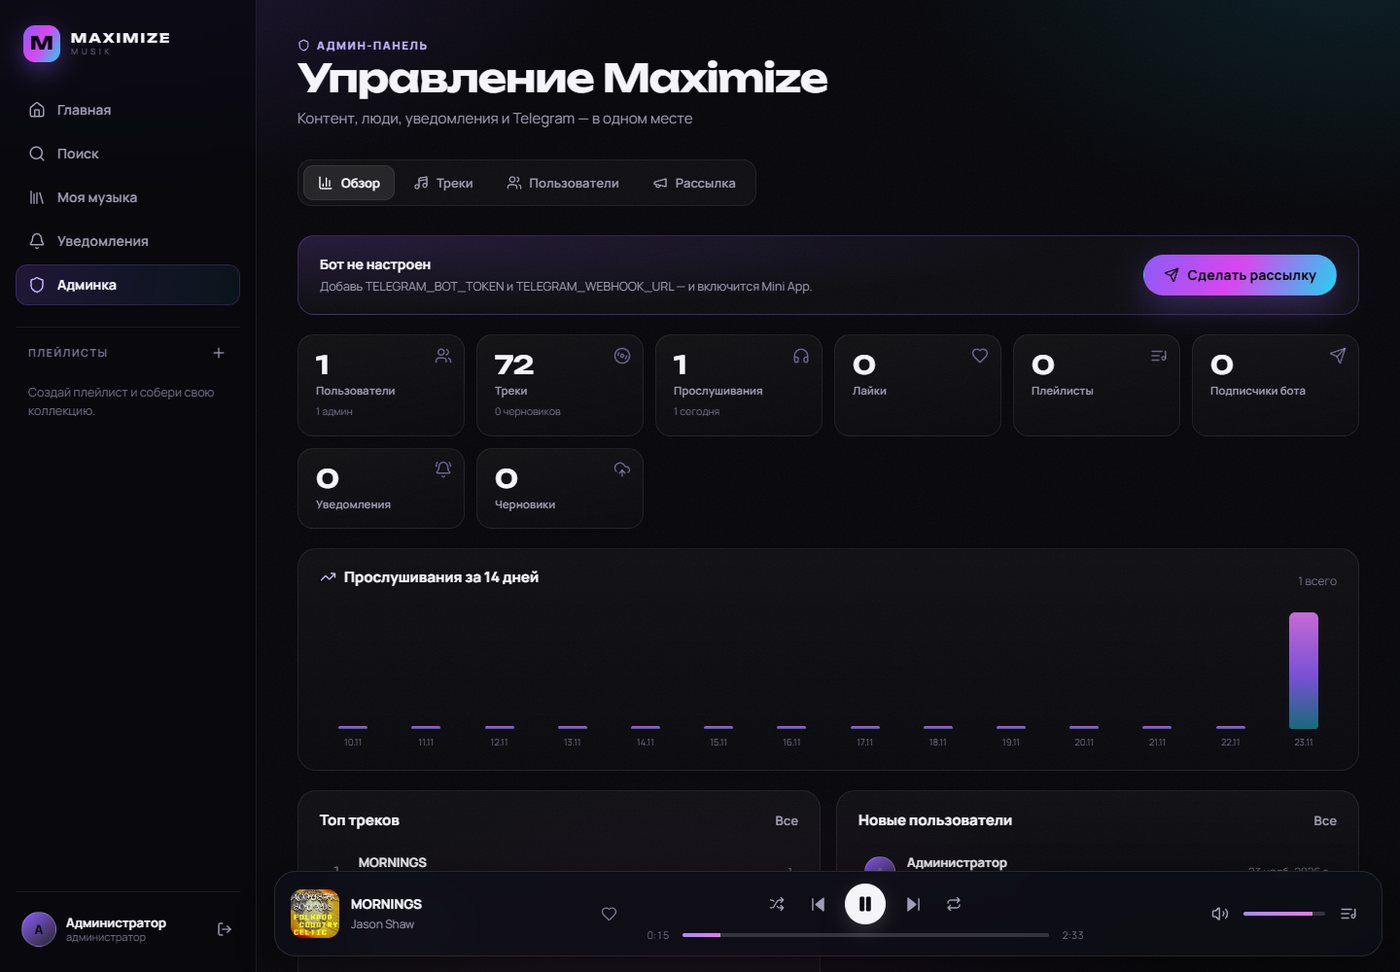 M MAXIMIZE
MUSIK
Главная
Поиск
Моя музыка
Уведомления
Админка
ПЛЕЙЛИСТЫ
Создай плейлист и собери свою
коллекцию.
Администратор
администратор
АДМИН-ПАНЕЛЬ
Управление Maximize
Контент, люди, уведомления и Telegram — в одном месте
Обзор Треки Пользователи Рассылка
Бот не настроен
Добавь TELEGRAM_BOT_TOKEN и TELEGRAM_WEBHOOK_URL — и включится Mini App.
Сделать рассылку
1
Пользователи
1 админ
72
Треки
0 черновиков
1
Прослушивания
1 сегодня
0
Лайки
0
Плейлисты
0
Подписчики бота
0
Уведомления
0
Черновики
Прослушивания за 14 дней
1 всего
10.11 11.11 12.11 13.11 14.11 15.11 16.11 17.11 18.11 19.11 20.11 21.11 22.11 23.11
Топ треков Все
MORNINGS
Новые пользователи Все
Администратор
MORNINGS
Jason Shaw
0:15 2:33
A